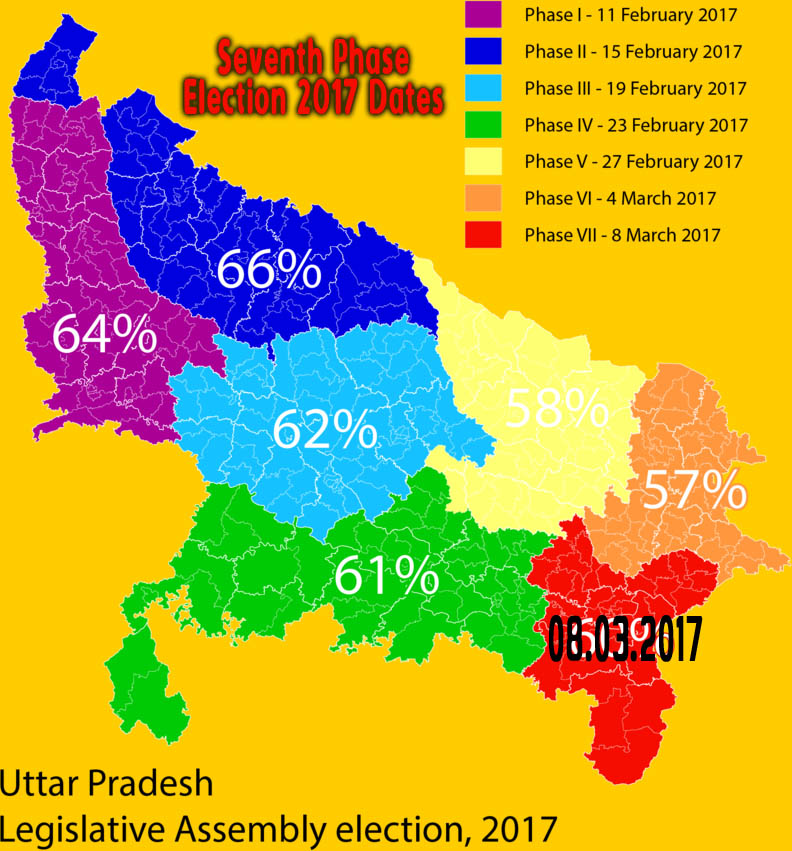 Phase I - 11 February 2017
Seventh Phase
Election 2017 Dates
Phase II - 15 February 2017
Phase III - 19 February 2017
Phase IV - 23 February 2017
Phase V - 27 February 2017
Phase VI - 4 March 2017
Phase VII - 8 March 2017
66%
64%
58%
62%
57%
61%
08.03.2017
Uttar Pradesh
Legislative Assembly election, 2017